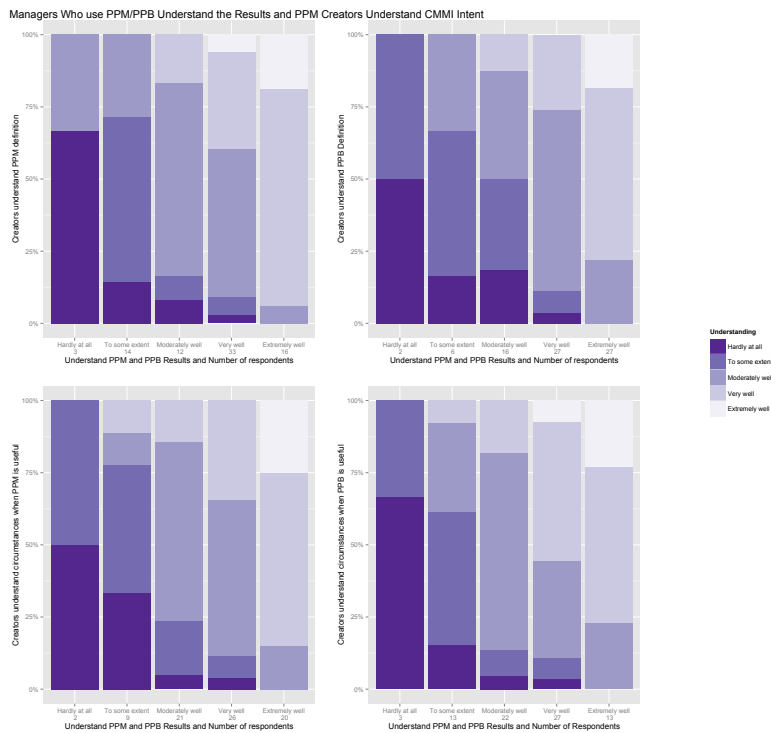 Managers Who use PPM/PPB Understand the Results and PPM Creators Understand CMMI Intent
Creators understand PPM definition
100%
75%
50%
25%
0%
Hardly at all To some extent Moderately well Very well Extremely well
3 14 12 33 16
Understand PPM and PPB Results and Number of respondents
Creators understand PPB Definition
100%
75%
50%
25%
0%
Hardly at all To some extent Moderately well Very well Extremely well
2 6 16 27 27
Understand PPM and PPB Results and Number of respondents
Understanding
Hardly at all
To some exten
Moderately wel
Very well
Extremely well
Creators understand circumstances when PPM is useful
100%
75%
50%
25%
0%
Hardly at all To some extent Moderately well Very well Extremely well
2 9 21 26 20
Understand PPM and PPB Results and Number of Respondents
Creators understand circumstances when PPB is useful
100%
75%
50%
25%
0%
Hardly at all To some extent Moderately well Very well Extremely well
3 13 22 27 13
Understand PPM and PPB Results and Number of Respondents